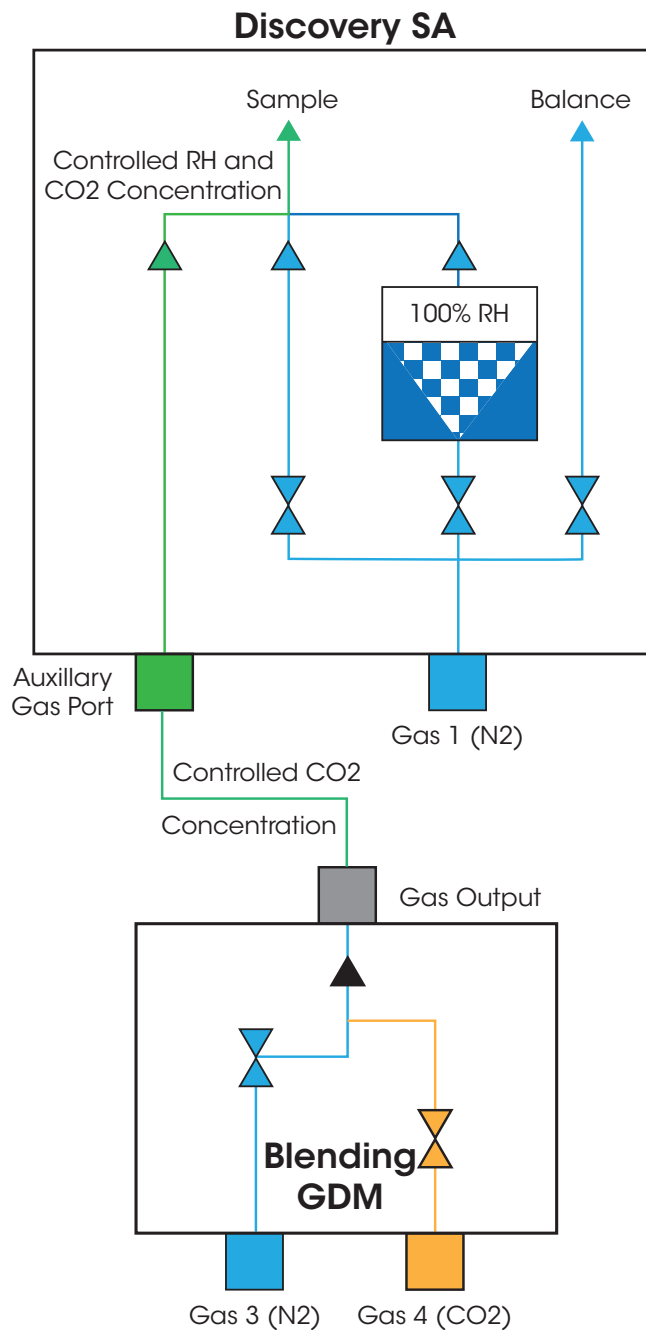 Discovery SA
Sample
Balance
Controlled RH and
CO2 Concentration
100% RH
Auxillary
Gas Port
Gas 1 (N2)
Controlled CO2
Concentration
Gas Output
Blending
GDM
Gas 3 (N2)
Gas 4 (CO2)